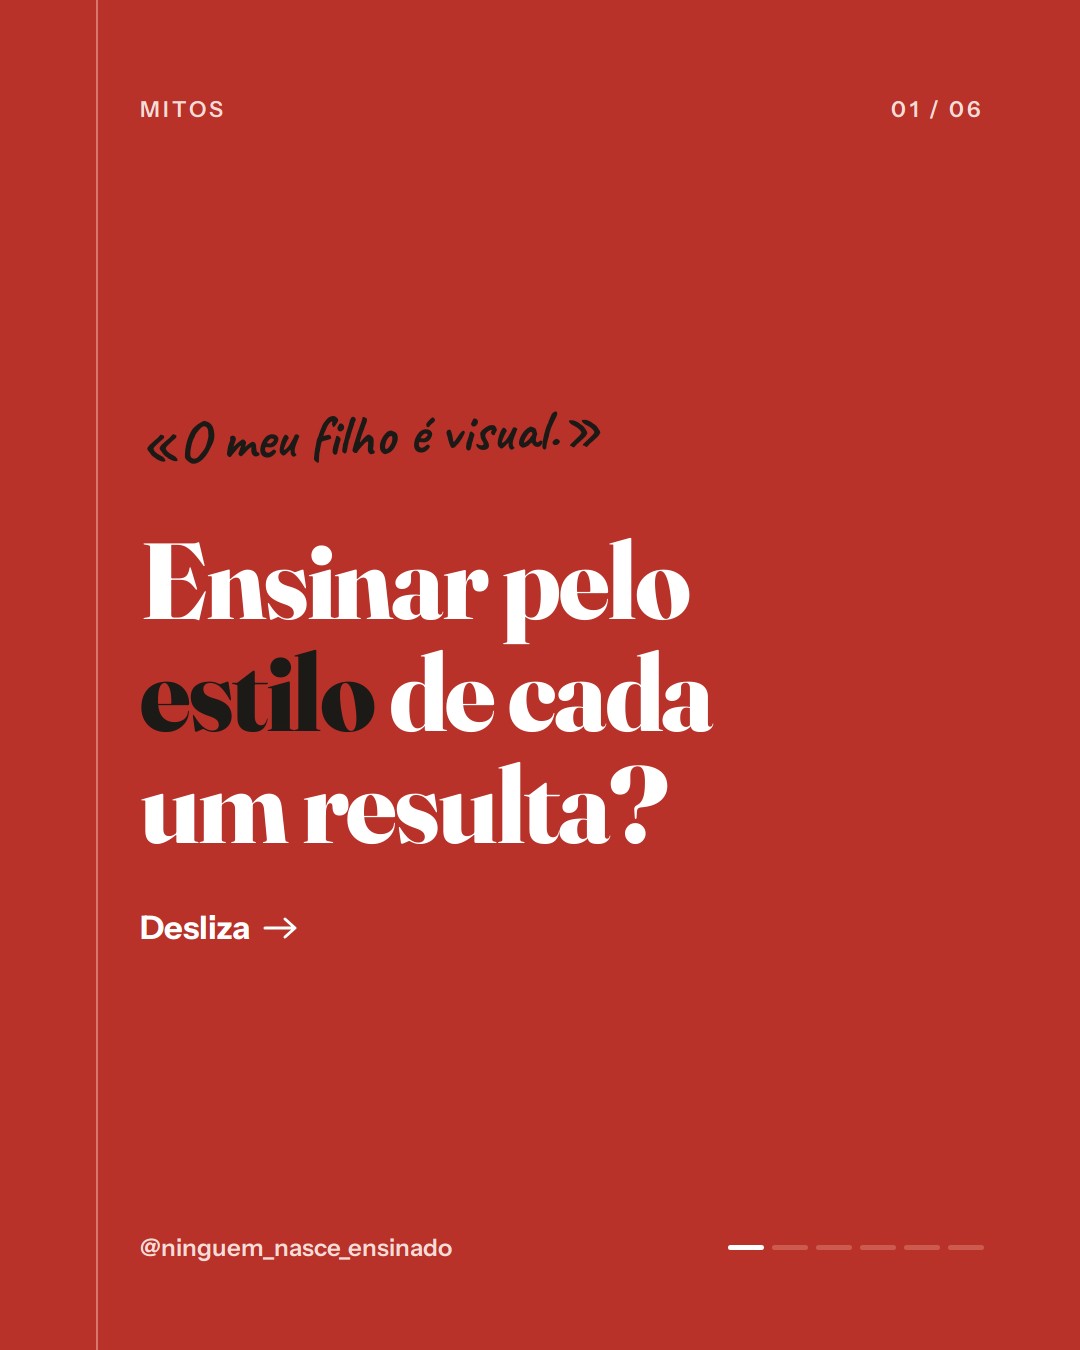 MITOS
01 / 06
«O meu filho é visual.»
Ensinar pelo
estilo de cada
um resulta?
Desliza →
@ninguem_nasce_ensinado